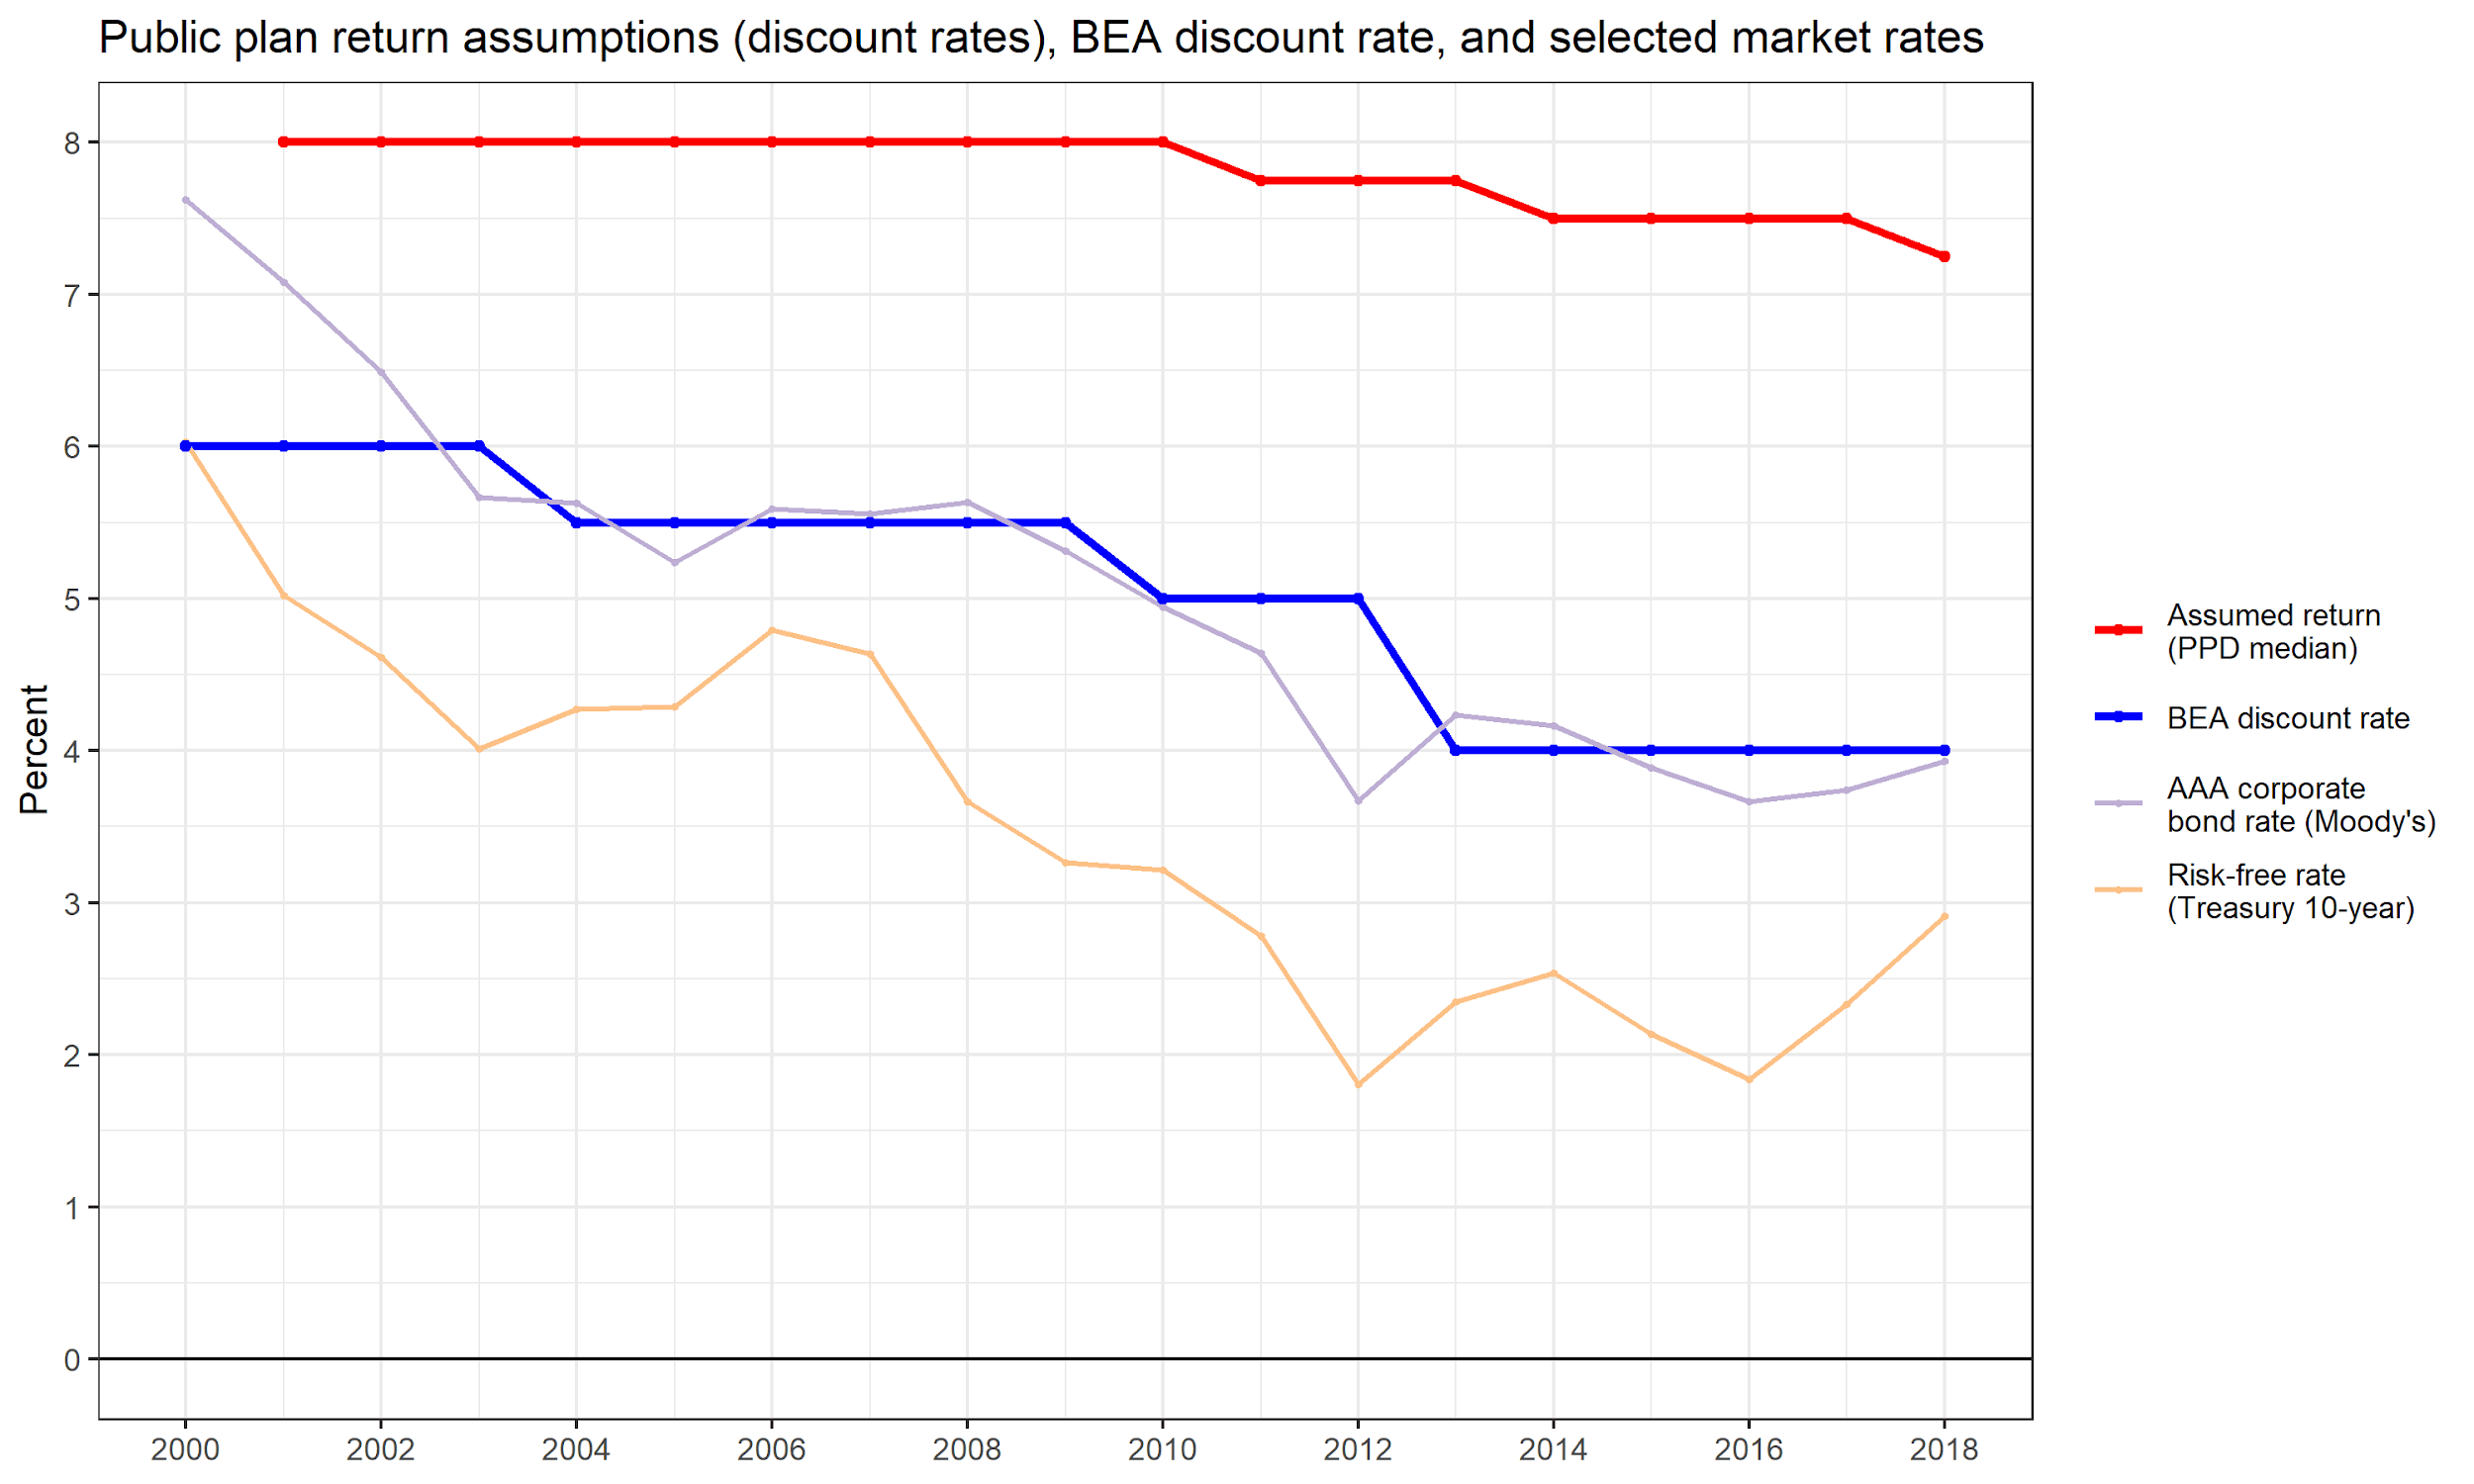 Public plan return assumptions (discount rates), BEA discount rate, and selected market rates
Percent
8
7
6
5
4
3
2
1
0
2000 2002 2004 2006 2008 2010 2012 2014 2016 2018
Assumed return
(PPD median)
BEA discount rate
AAA corporate
bond rate (Moody's)
Risk-free rate
(Treasury 10-year)